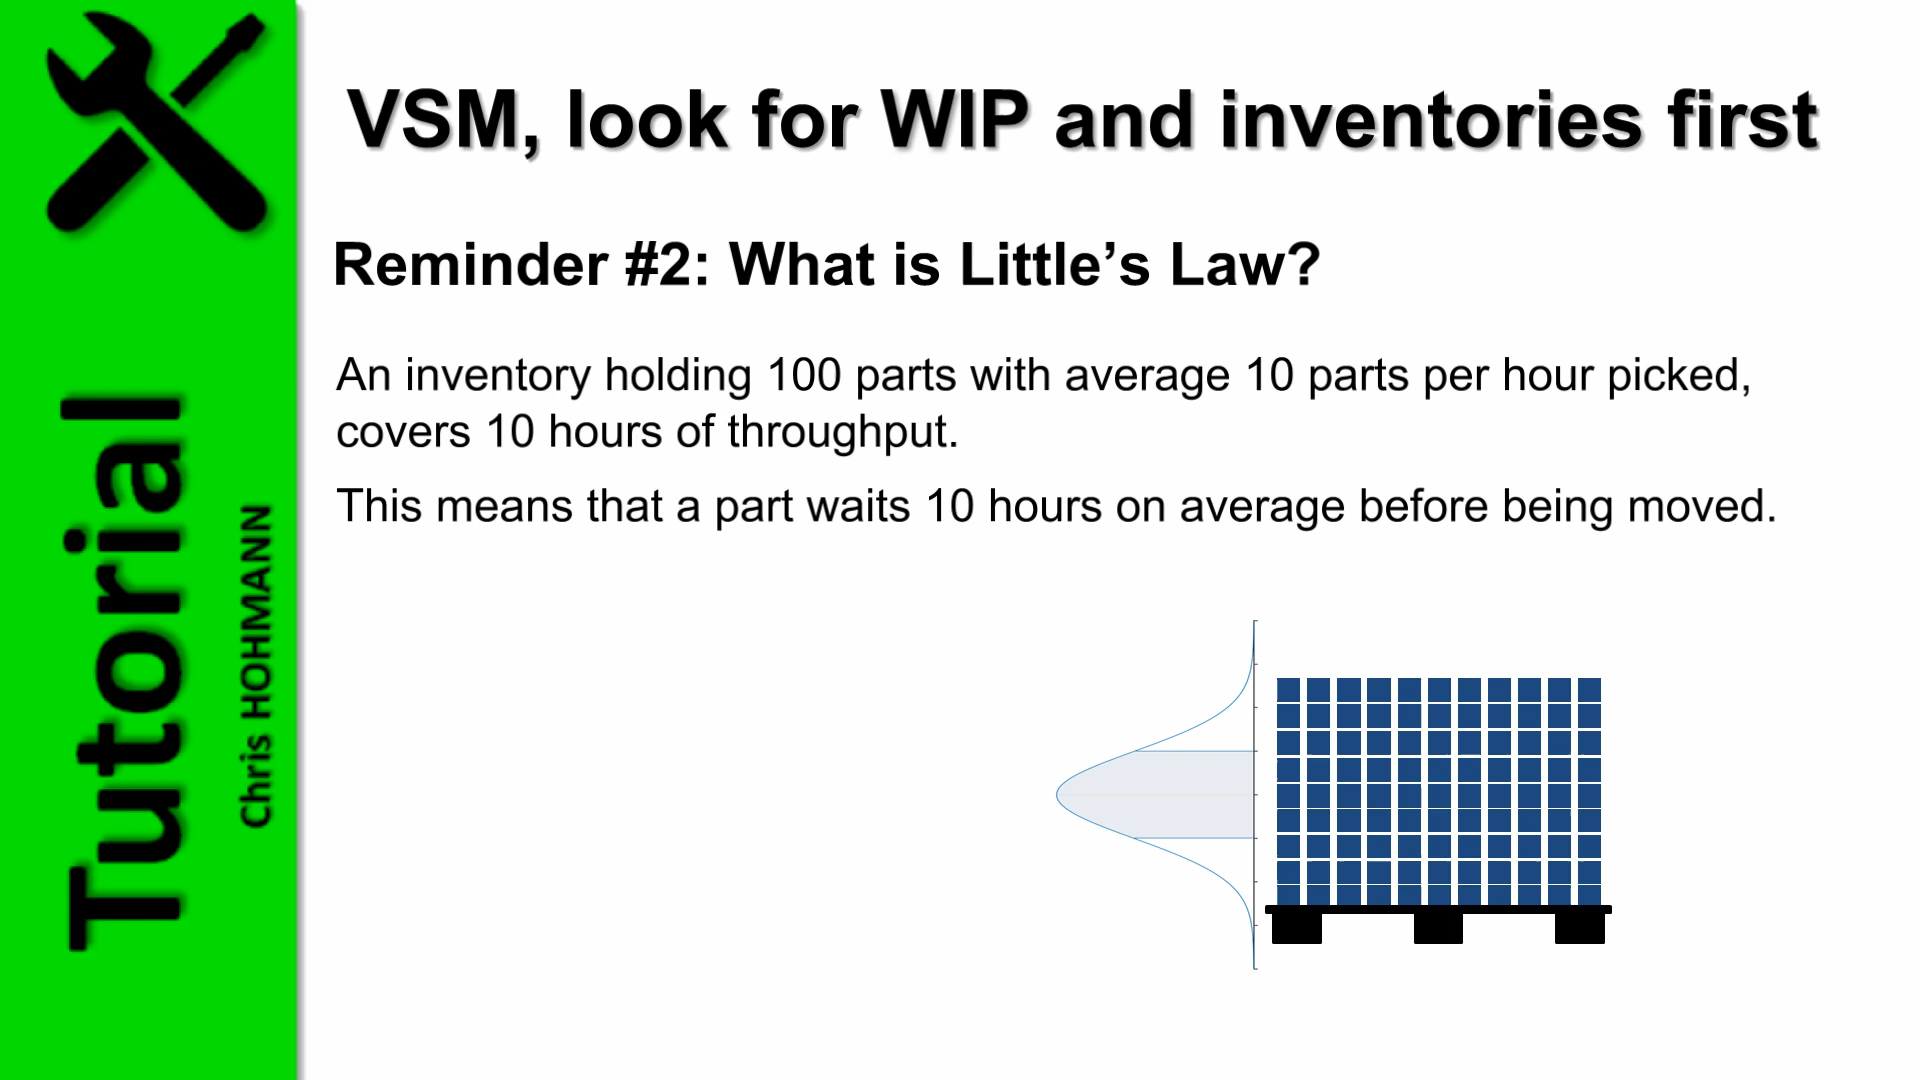 VSM, look for WIP and inventories first
Reminder #2: What is Little’s Law?
An inventory holding 100 parts with average 10 parts per hour picked,
covers 10 hours of throughput.
This means that a part waits 10 hours on average before being moved.
Tutorial
Chris HOHMANN